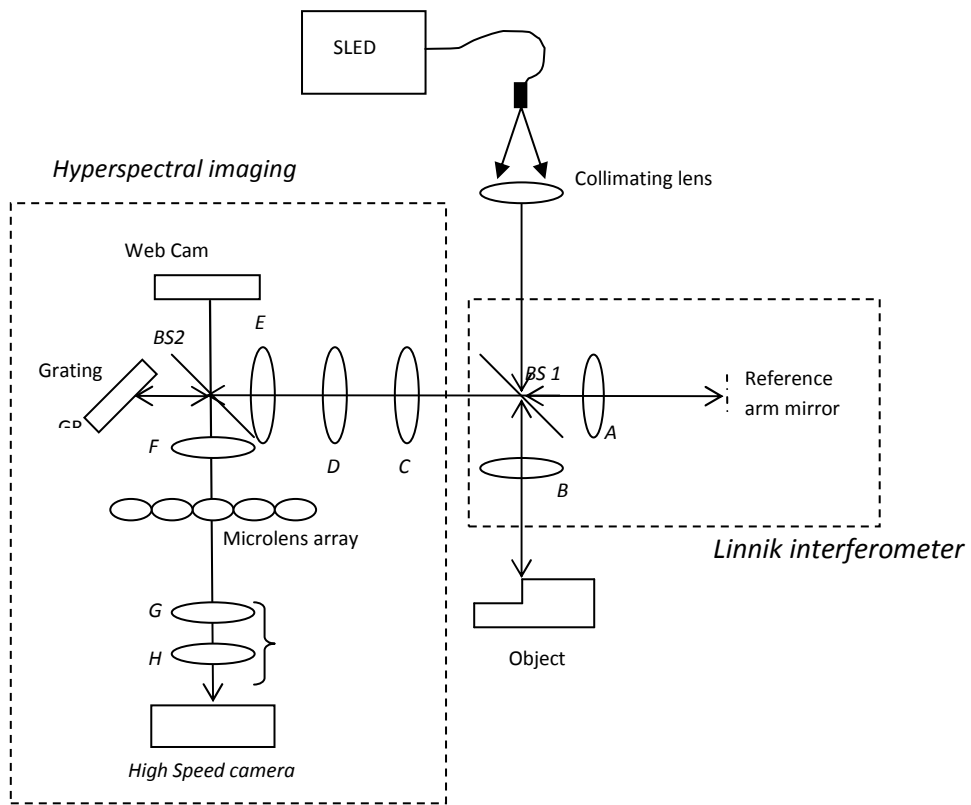 SLED
Hyperspectral imaging
Collimating lens
Web Cam
E
BS2
Grating
BS 1
Reference
arm mirror
A
F
D
C
B
Microlens array
Linnik interferometer
G
H
Object
High Speed camera